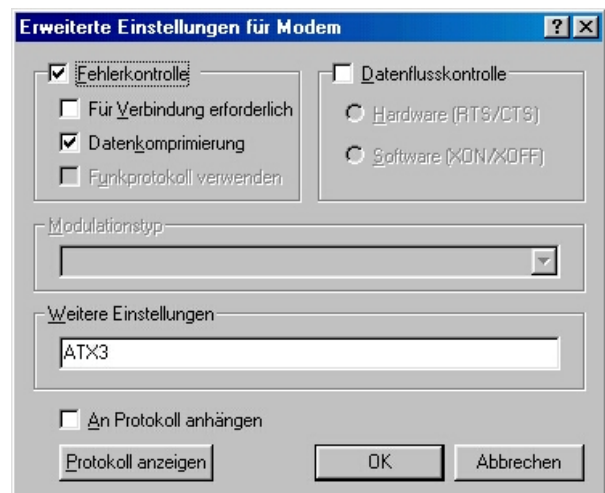 Erweiterte Einstellungen für Modem
Fehlerkontrolle
Für Verbindung erforderlich
Datenkomprimierung
Funkprotokoll verwenden
Datenflusskontrolle
Hardware (RTS/CTS)
Software (XON/XOFF)
Modulationstyp
Weitere Einstellungen
ATX3
An Protokoll anhängen
Protokoll anzeigen
OK
Abbrechen